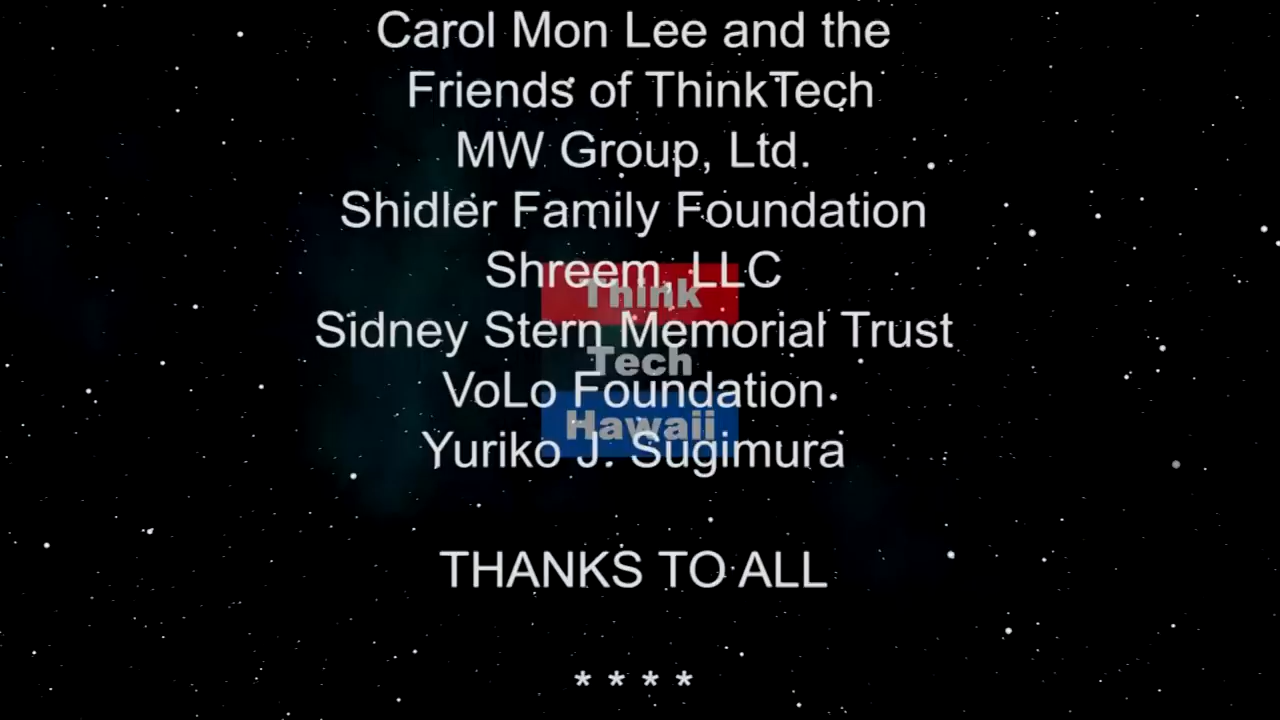 Carol Mon Lee and the
Friends of ThinkTech
MW Group, Ltd.
Shidler Family Foundation
Shreem, LLC
Think
Sidney Stern Memorial Trust
Tech
VoLo Foundation
Hawaii
Yuriko J. Sugimura
THANKS TO ALL
* * * *